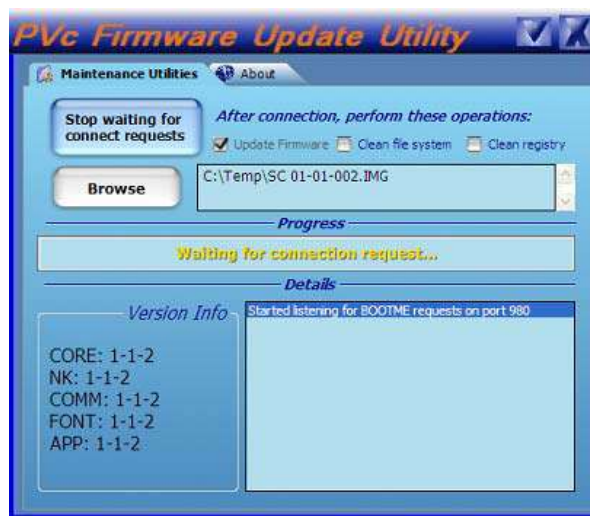 PVc Firmware Update Utility
Maintenance Utilities
About
Stop waiting for
connect requests
After connection, perform these operations:
Update Firmware
Clean file system
Clean registry
Browse
C:\Temp\SC 01-01-002.IMG
Progress
Waiting for connection request...
Details
Version Info
Started listening for BOOTME requests on port 980
CORE: 1-1-2
NK: 1-1-2
COMM: 1-1-2
FONT: 1-1-2
APP: 1-1-2